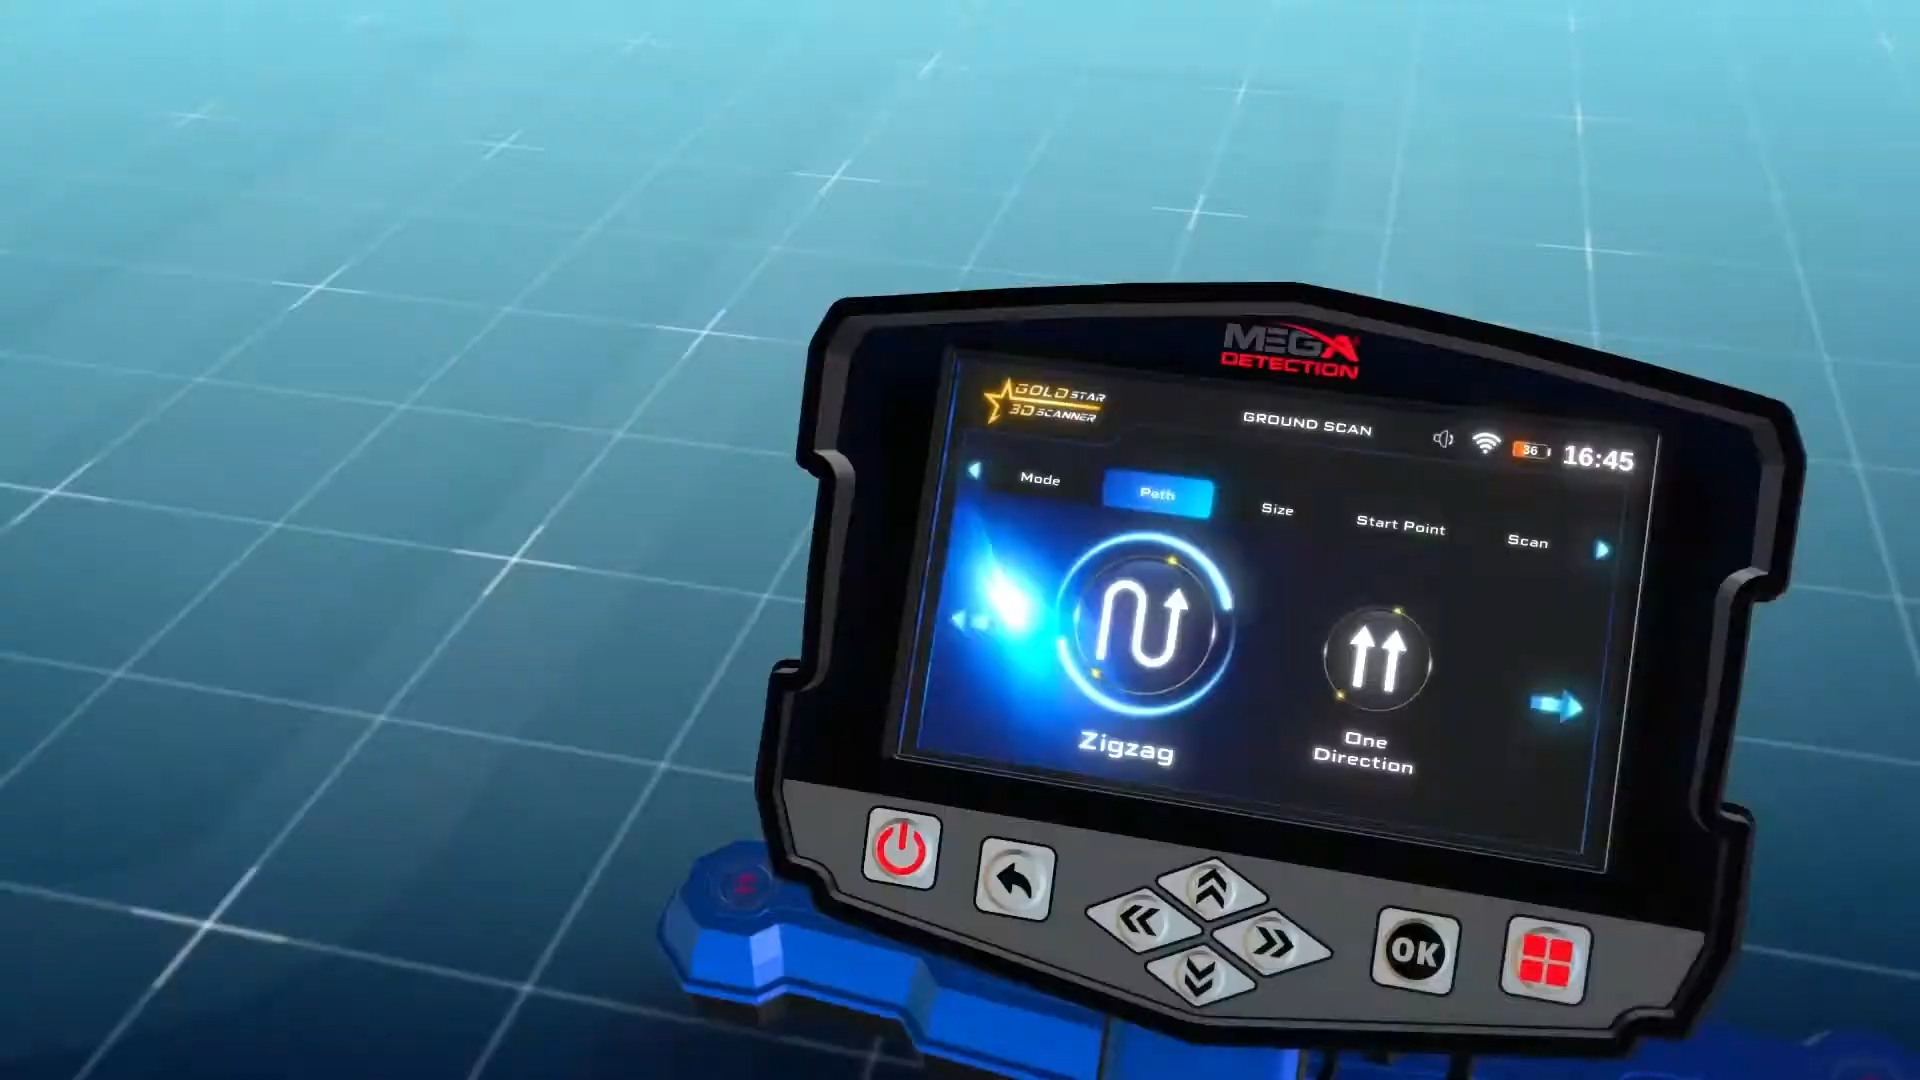 MEGA
DETECTION
GOLD STAR
3D SCANNER
GROUND SCAN
36
16:45
Mode
Path
Size
Start Point
Scan
Zigzag
One
Direction
OK